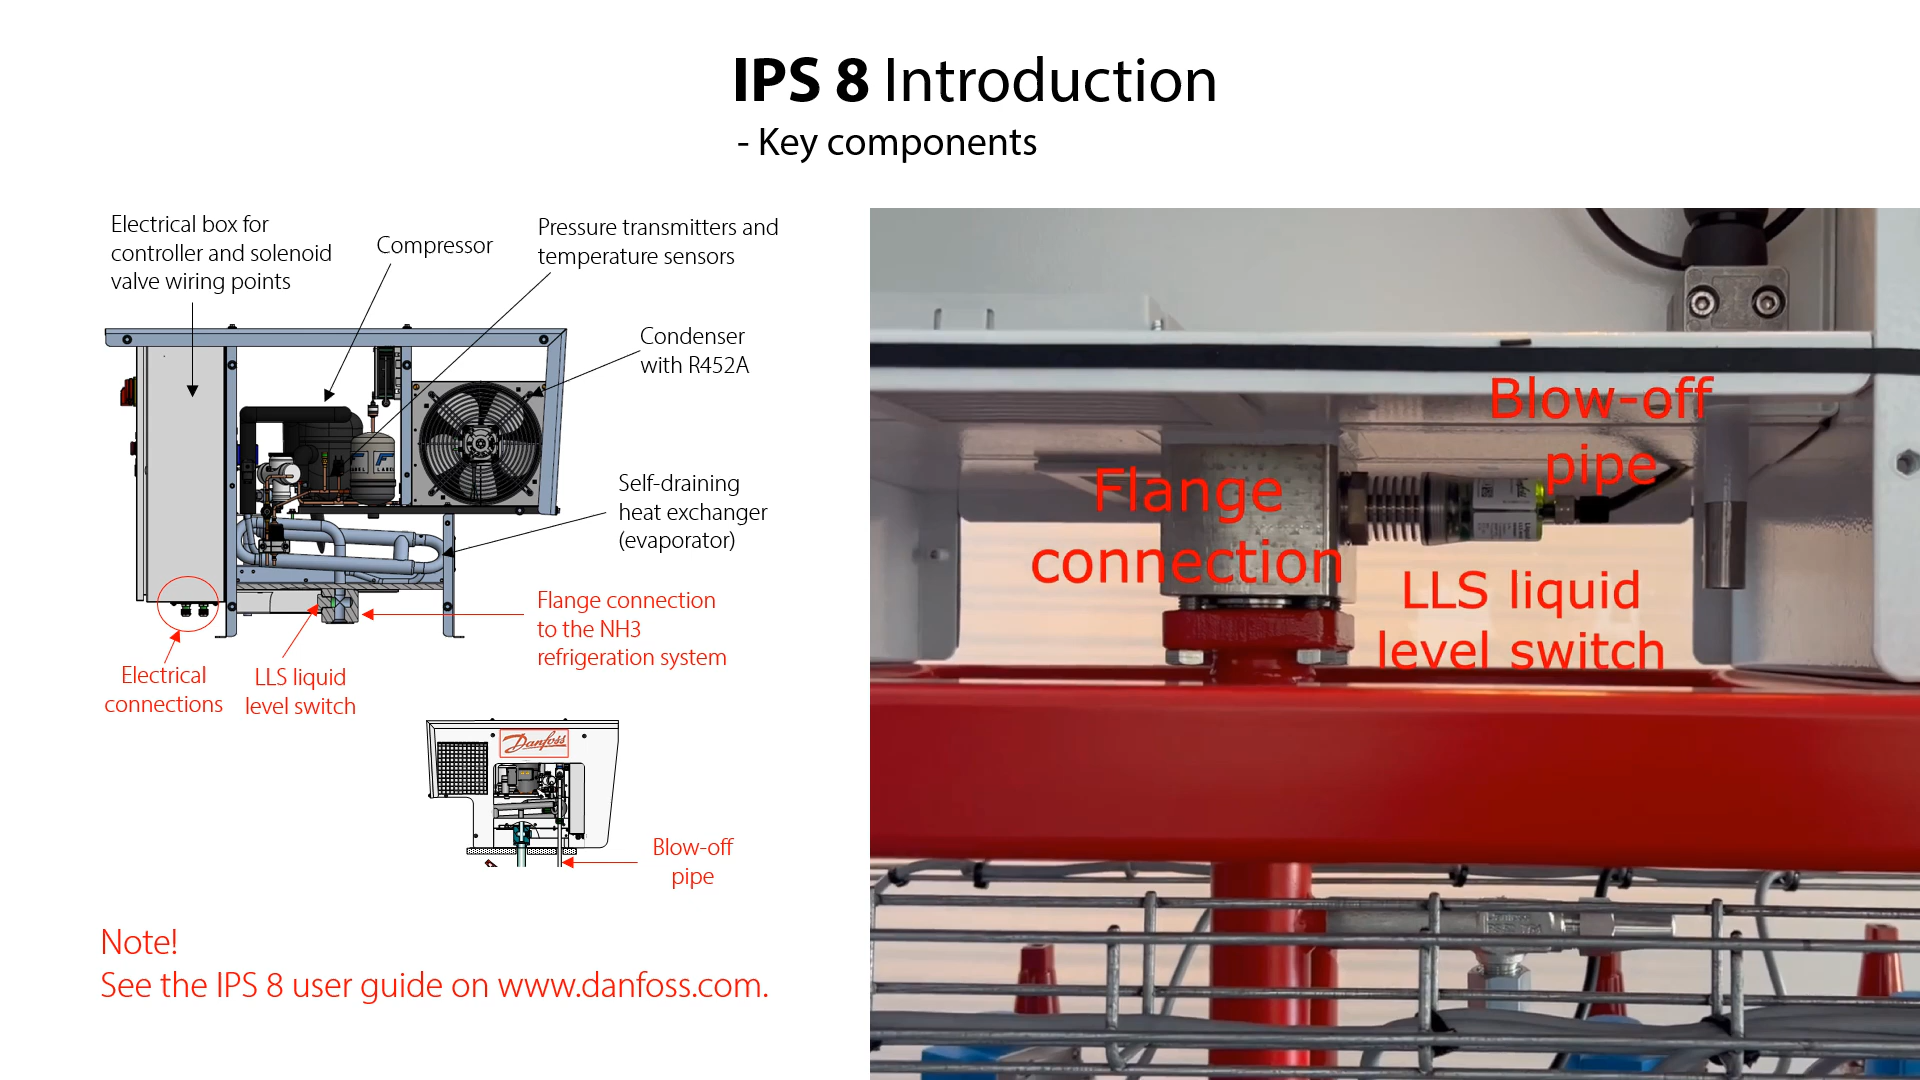 IPS 8 Introduction
- Key components
Electrical box for
controller and solenoid
valve wiring points
Compressor
Pressure transmitters and
temperature sensors
Condenser
with R452A
Self-draining
heat exchanger
(evaporator)
Flange connection
to the NH3
refrigeration system
Electrical
connections
LLS liquid
level switch
Danfoss
Blow-off
pipe
Note!
See the IPS 8 user guide on www.danfoss.com.
Blow-off
pipe
Flange
connection
LLS liquid
level switch